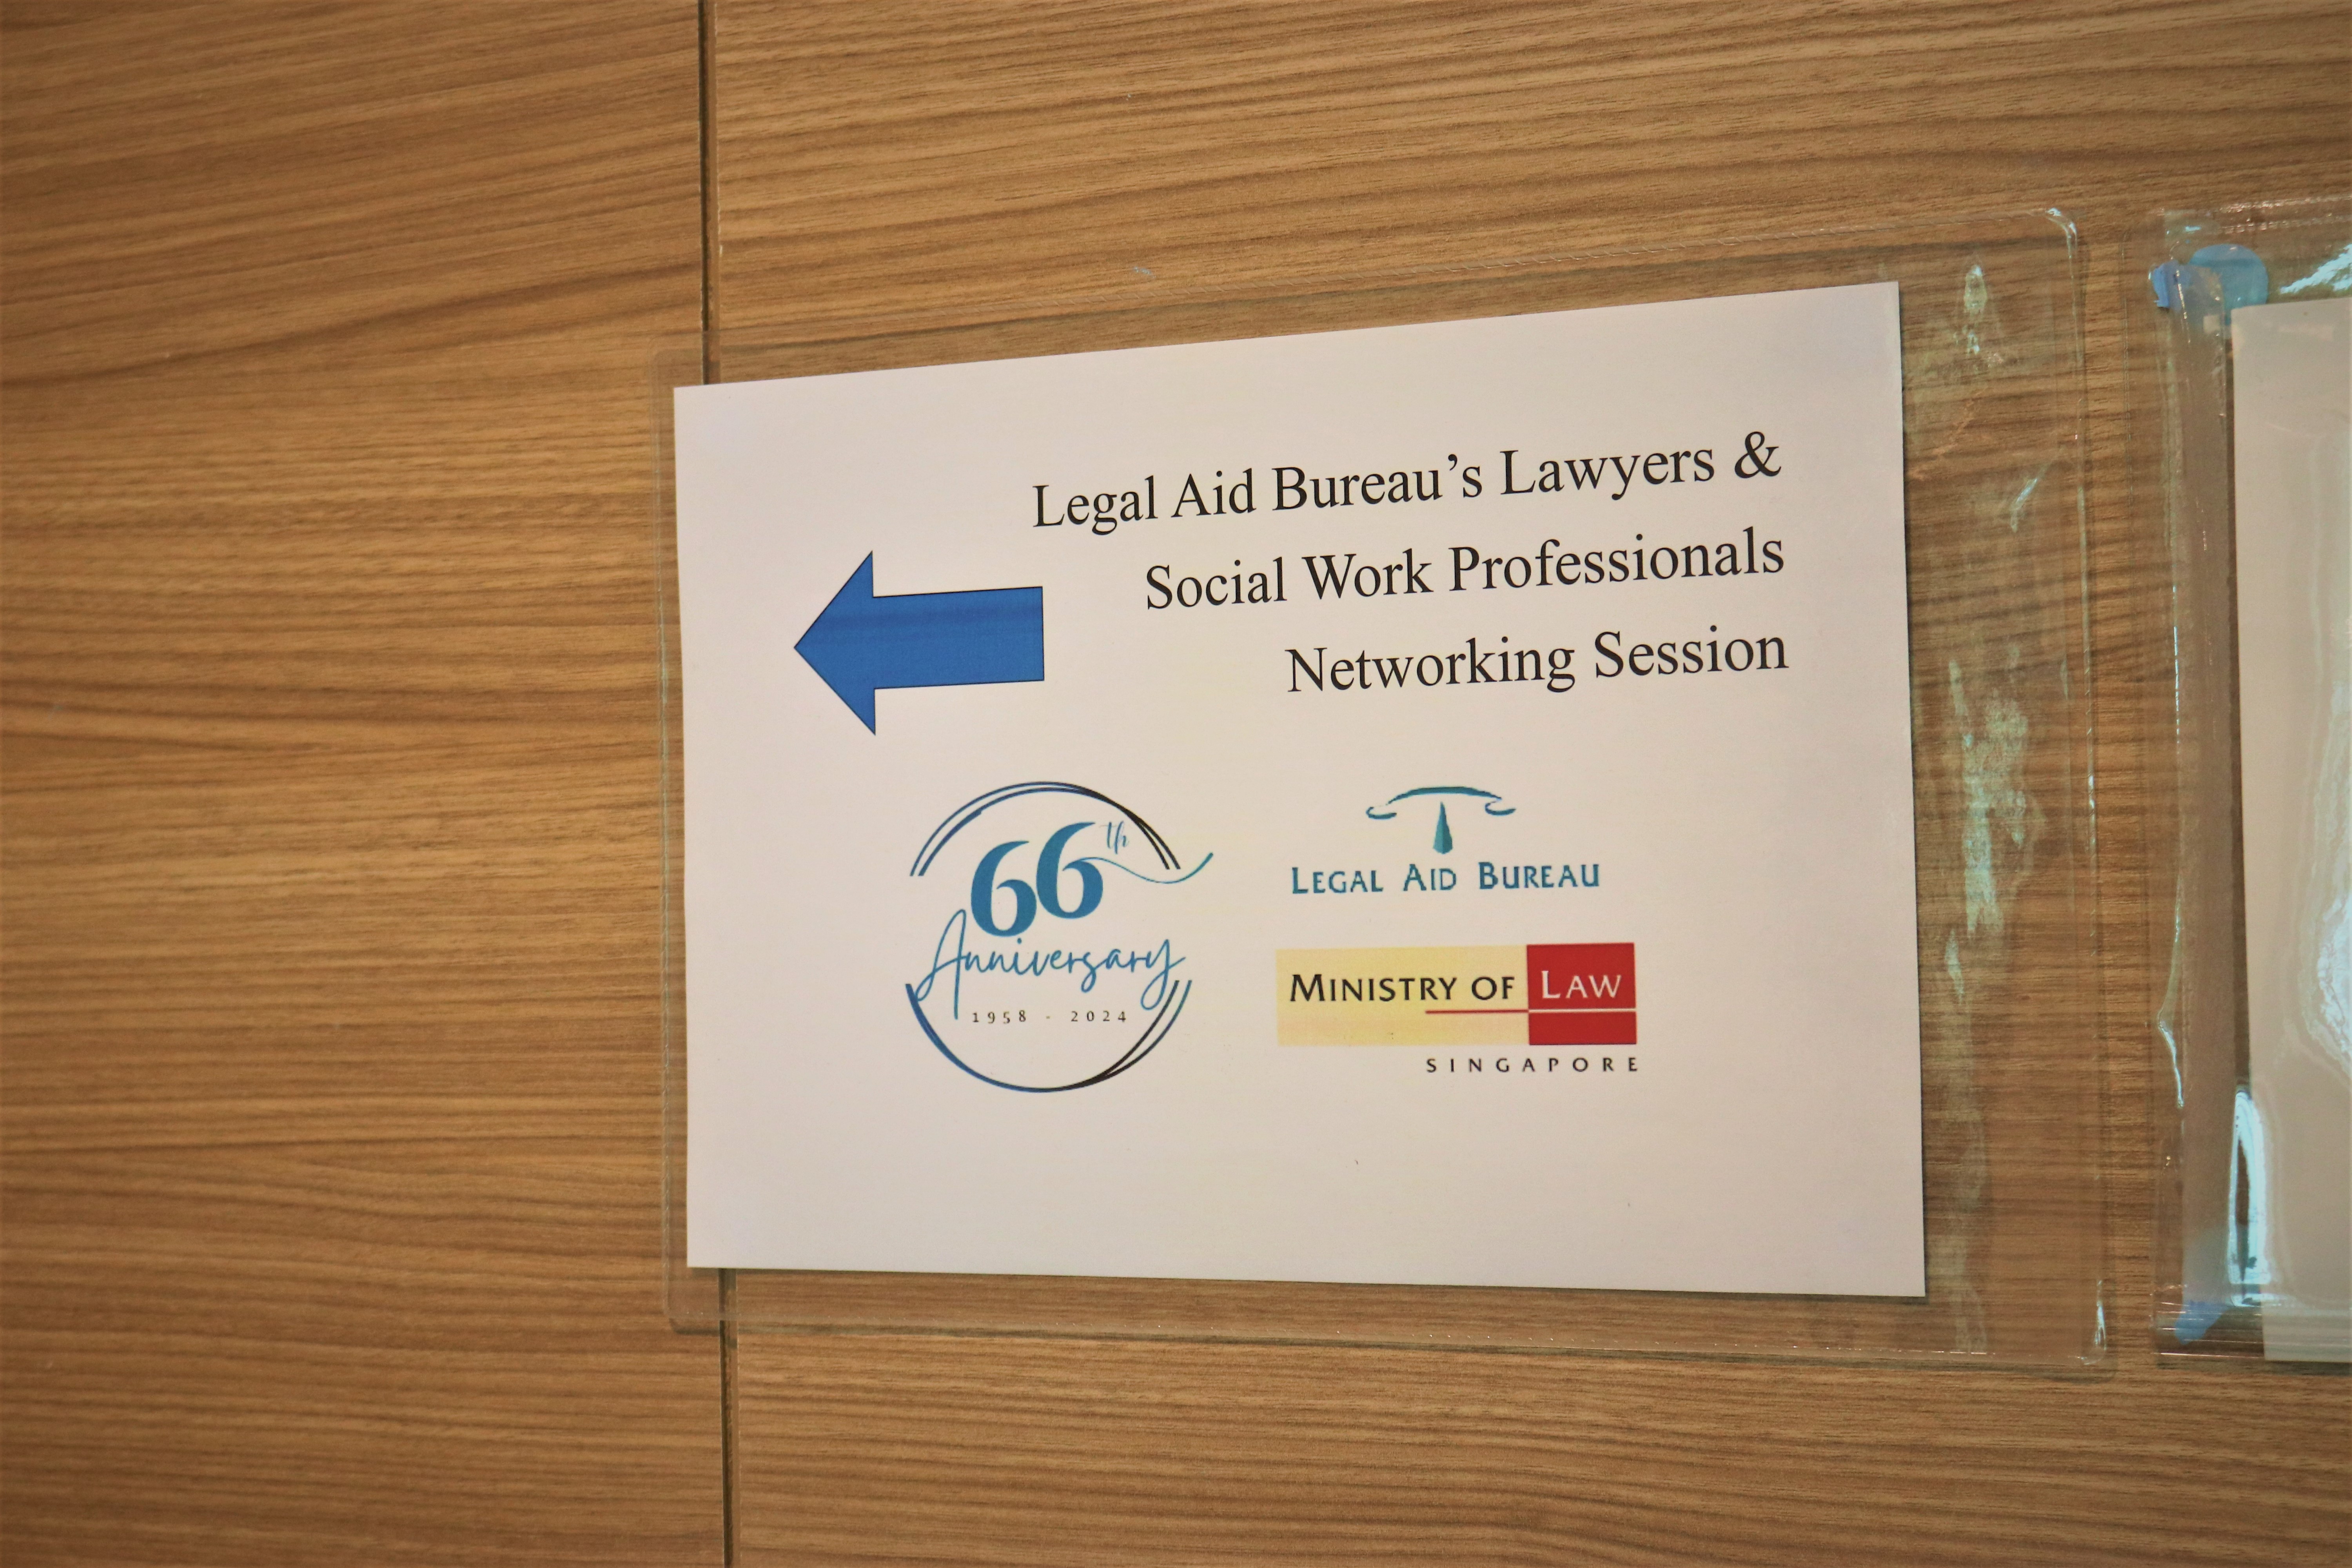 Legal Aid Bureau’s Lawyers &
Social Work Professionals
Networking Session
66th
Anniversary
1958 - 2024
LEGAL AID BUREAU
MINISTRY OF LAW
SINGAPORE